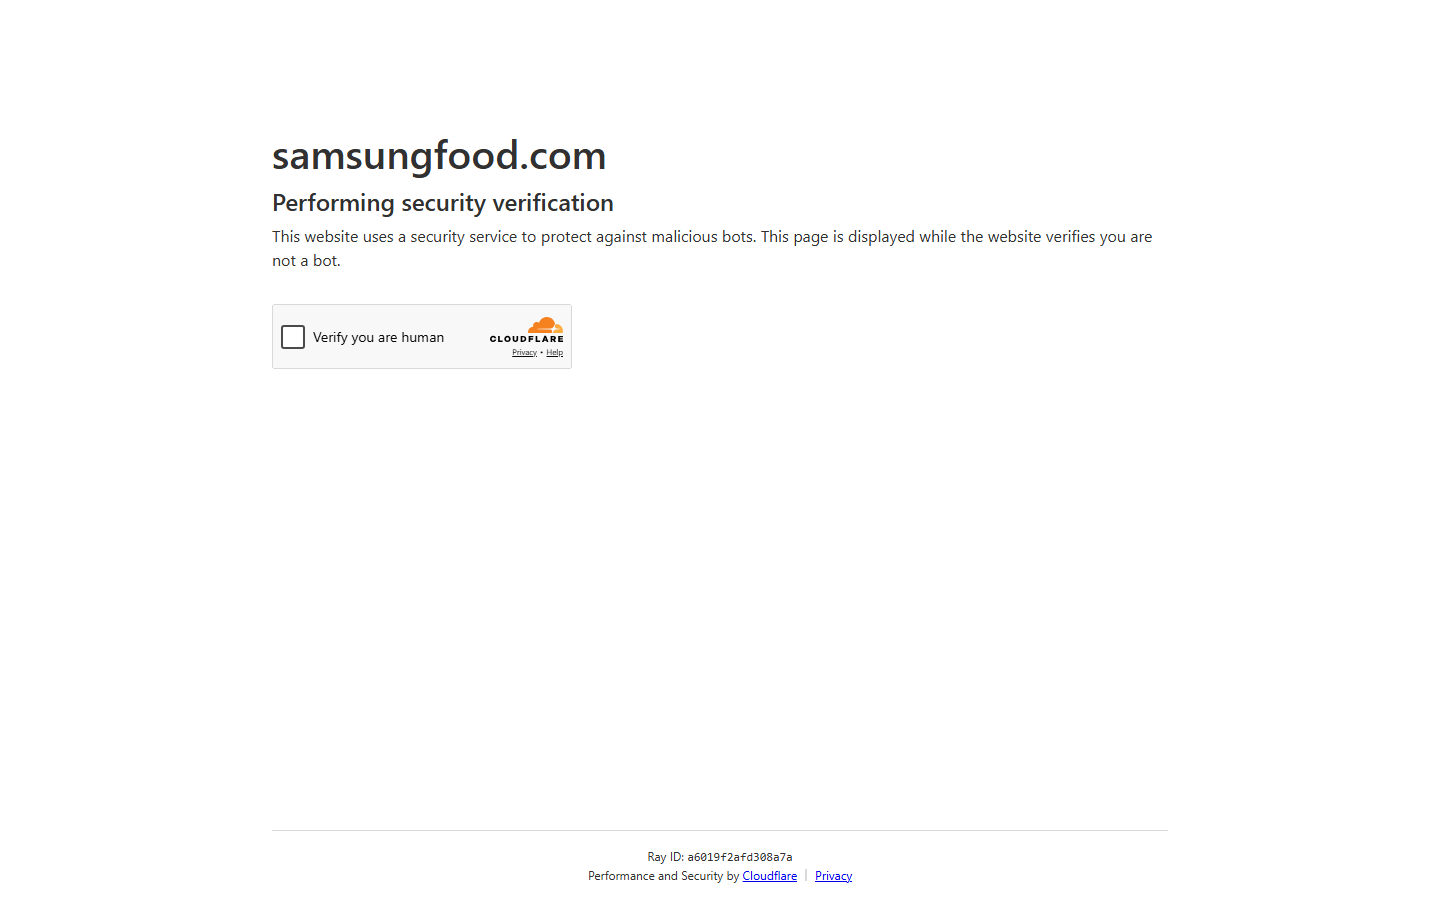 samsungfood.com
Performing security verification
This website uses a security service to protect against malicious bots. This page is displayed while the website verifies you are
not a bot.
Verify you are human
CLOUDFLARE
Privacy • Help
Ray ID: a6019f2afd308a7a
Performance and Security by Cloudflare | Privacy